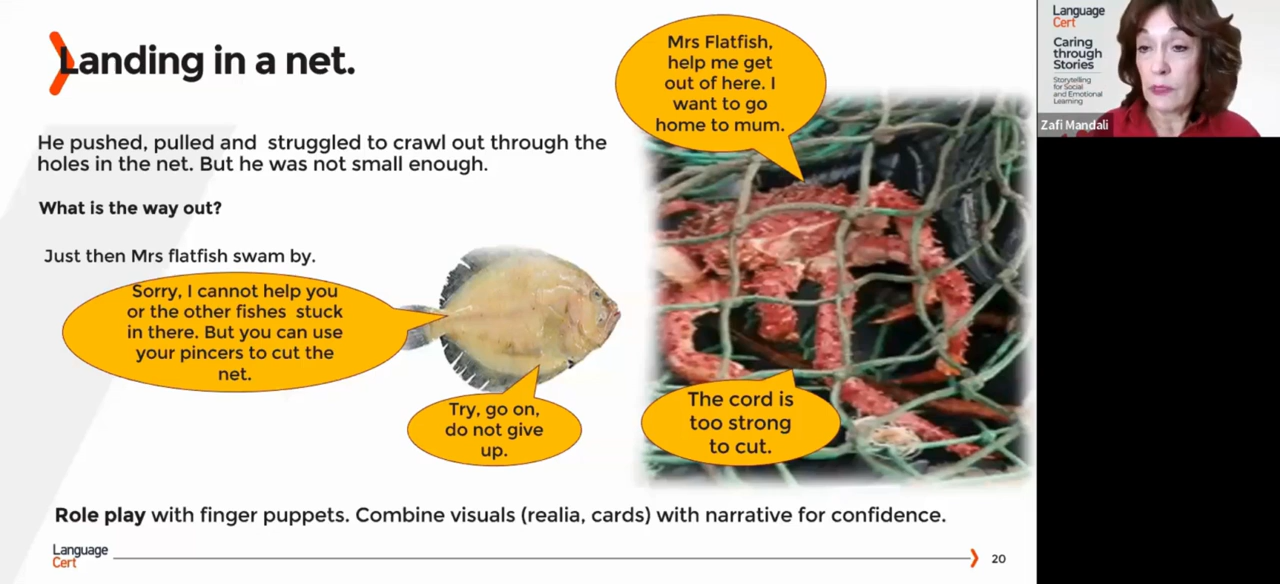 Landing in a net.
He pushed, pulled and struggled to crawl out through the
holes in the net. But he was not small enough.
What is the way out?
Just then Mrs flatfish swam by.
Sorry, I cannot help you
or the other fishes stuck
in there. But you can use
your pincers to cut the
net.
Try, go on,
do not give
up.
Mrs Flatfish,
help me get
out of here. I
want to go
home to mum.
The cord is
too strong
to cut.
Role play with finger puppets. Combine visuals (realia, cards) with narrative for confidence.
Language
Cert
20
Language
Cert
Caring
through
Stories
Storytelling
for Social
and Emotional
Learning
Zafi Mandali